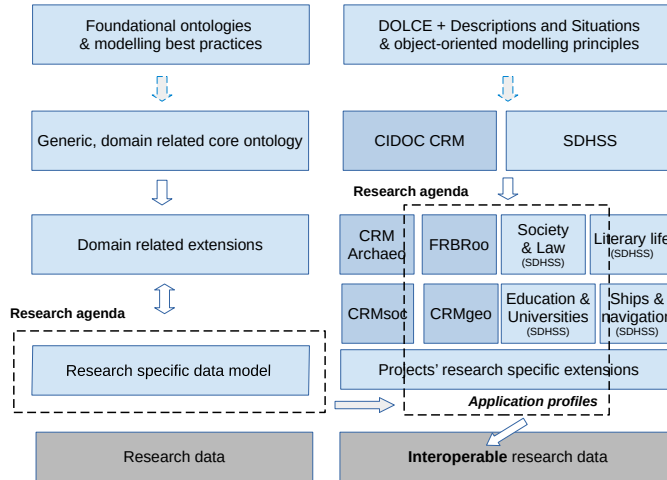 Foundational ontologies
& modelling best practices
DOLCE + Descriptions and Situations
& object-oriented modelling principles
Generic, domain related core ontology
CIDOC CRM
SDHSS
Research agenda
Domain related extensions
CRM
Archaeo
FRBRoo
Society
& Law
(SDHSS)
Literary life
(SDHSS)
CRMsoc
CRMgeo
Education &
Universities
(SDHSS)
Ships &
navigation
(SDHSS)
Research agenda
Research specific data model
Projects' research specific extensions
Application profiles
Research data
Interoperable research data